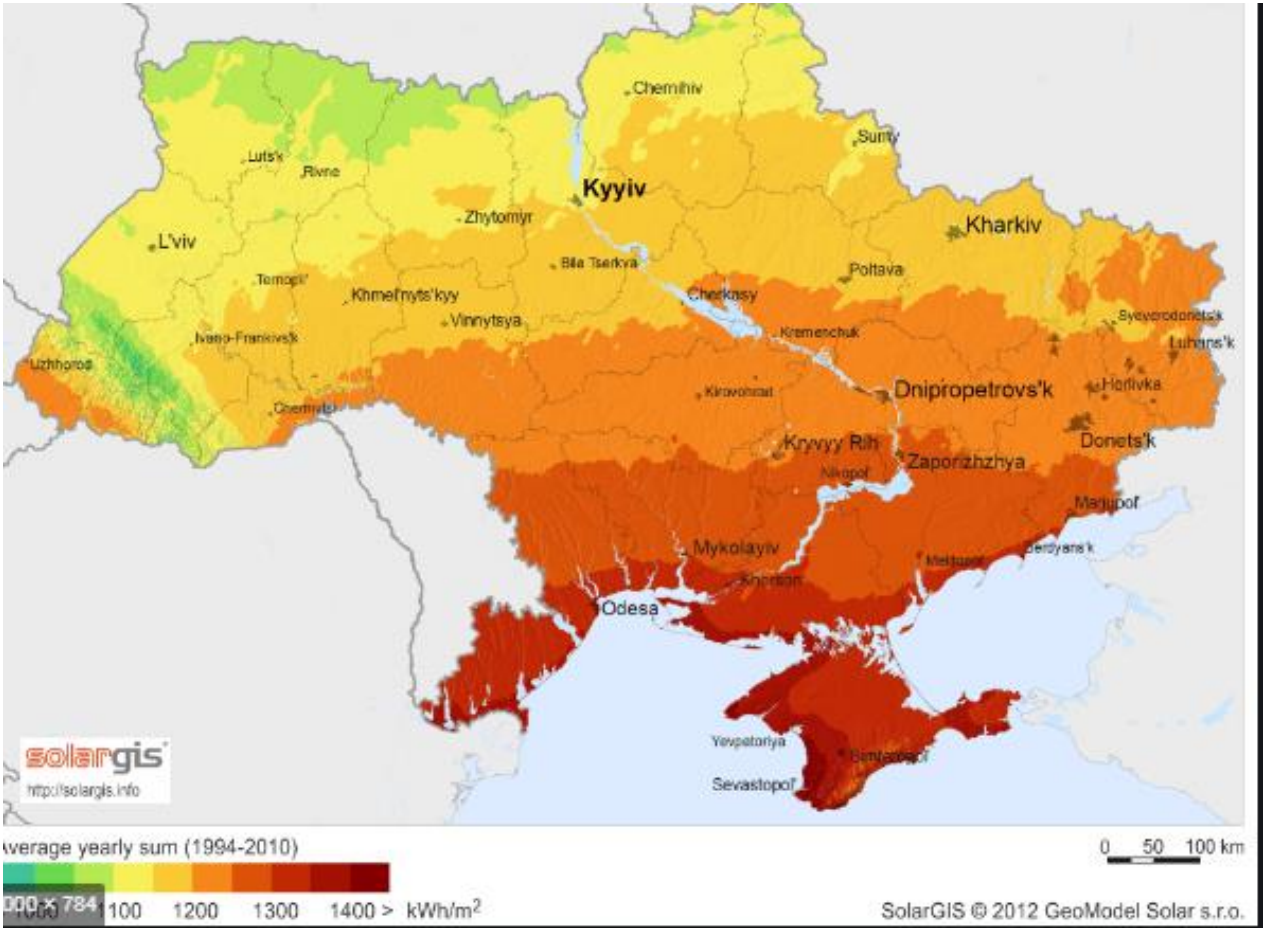 Chernihiv
Sumy
Luts'k
Rivne
Kyyiv
Zhytomyr
Kharkiv
L'viv
Bila Tserkva
Poltava
Ternopil'
Khmel'nyts'kyy
Cherkasy
Vinnytsya
Syeverodonets'k
Ivano-Frankivs'k
Kremenchuk
Luhans'k
Uzhhorod
Dnipropetrovs'k
Horlivka
Kirovohrad
Chernivtsi
Donets'k
Kryvyy Rih
Zaporizhzhya
Nikopol'
Mariupol'
Mykolayiv
Berdyans'k
Melitopol'
Kherson
Odesa
Yevpatoriya
Simferopol'
Sevastopol'
solargis
http://solargis.info
verage yearly sum (1994-2010)
0 50 100 km
000 × 784
1100 1200 1300 1400 > kWh/m²
SolarGIS © 2012 GeoModel Solar s.r.o.